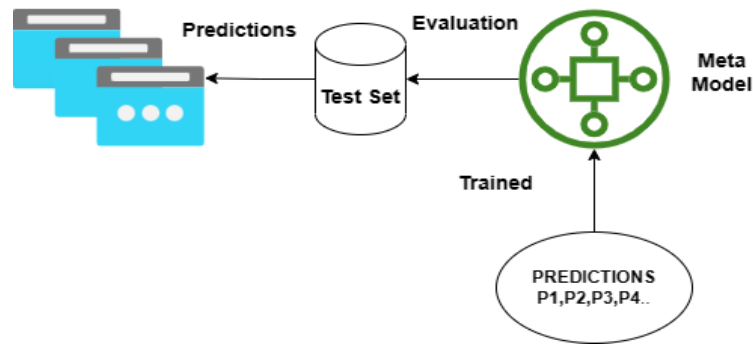 Predictions
Evaluation
Test Set
Meta
Model
Trained
PREDICTIONS
P1,P2,P3,P4..